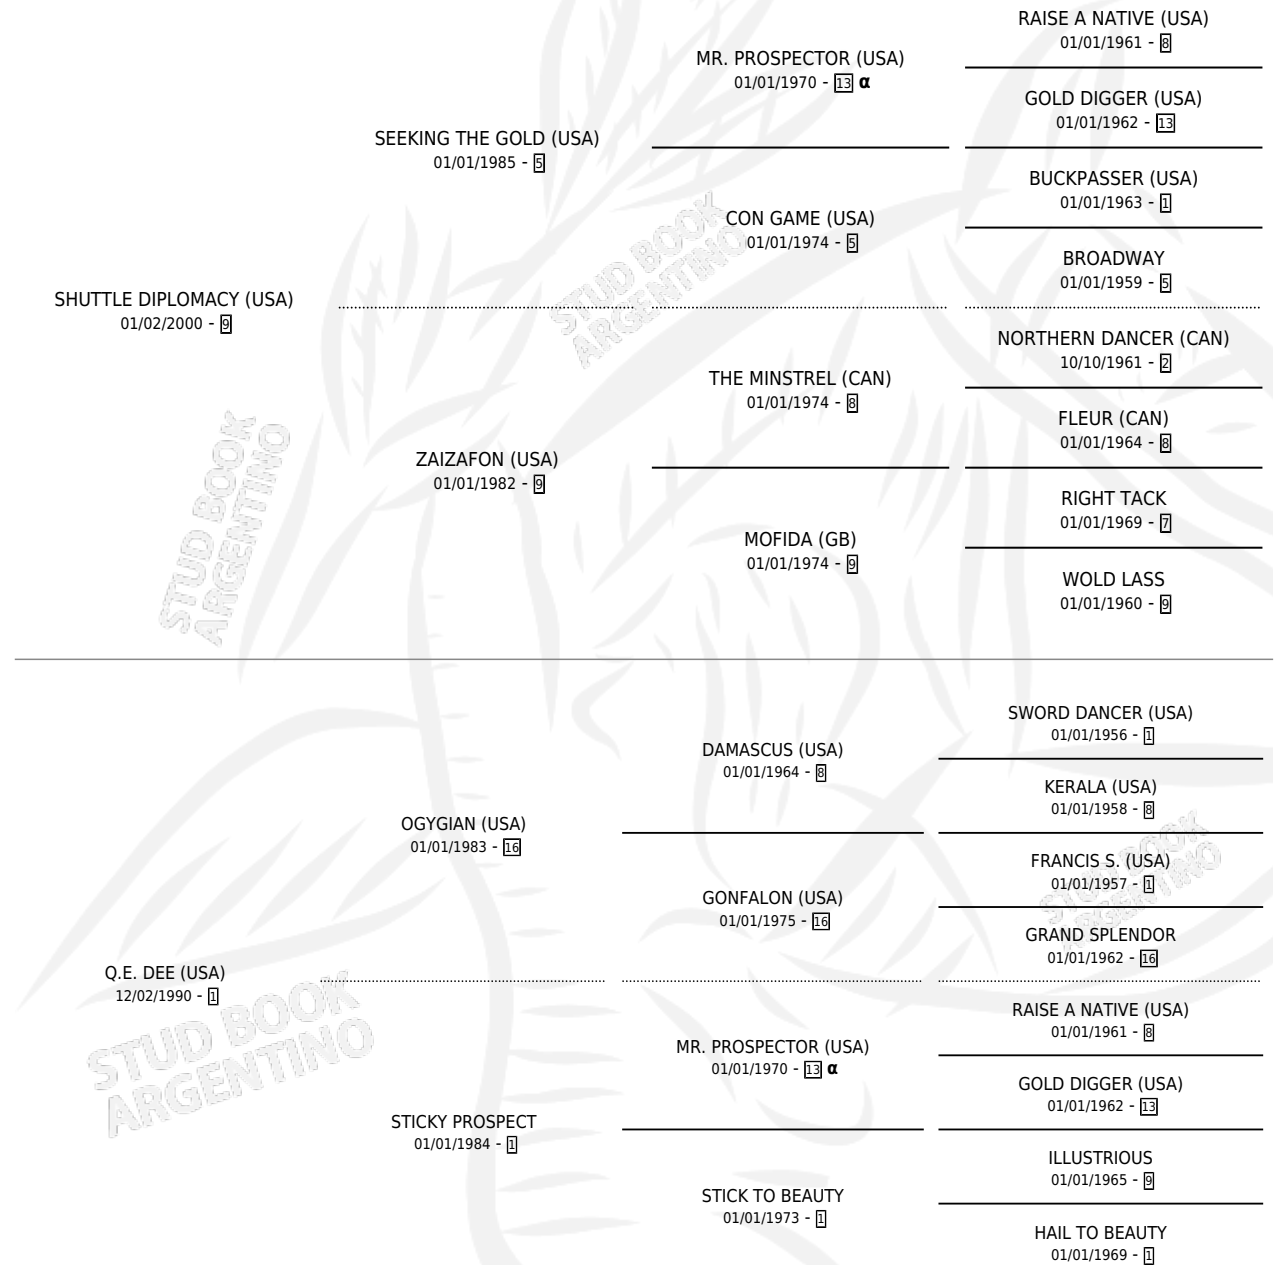 RAISE A NATIVE (USA)
01/01/1961 - 8
MR. PROSPECTOR (USA)
01/01/1970 - 13 α
GOLD DIGGER (USA)
01/01/1962 - 13
SEEKING THE GOLD (USA)
01/01/1985 - 5
BUCKPASSER (USA)
01/01/1963 - 1
CON GAME (USA)
01/01/1974 - 5
BROADWAY
01/01/1959 - 5
SHUTTLE DIPLOMACY (USA)
01/02/2000 - 9
NORTHERN DANCER (CAN)
10/10/1961 - 2
THE MINSTREL (CAN)
01/01/1974 - 8
FLEUR (CAN)
01/01/1964 - 8
ZAIZAFON (USA)
01/01/1982 - 9
RIGHT TACK
01/01/1969 - 7
MOFIDA (GB)
01/01/1974 - 9
WOLD LASS
01/01/1960 - 9
STUD BOOK
ARGENTINO
STUD BOOK
ARGENTINO
SWORD DANCER (USA)
01/01/1956 - 1
DAMASCUS (USA)
01/01/1964 - 8
KERALA (USA)
01/01/1958 - 8
OGYGIAN (USA)
01/01/1983 - 16
FRANCIS S. (USA)
01/01/1957 - 1
GONFALON (USA)
01/01/1975 - 16
GRAND SPLENDOR
01/01/1962 - 16
Q.E. DEE (USA)
12/02/1990 - 1
RAISE A NATIVE (USA)
01/01/1961 - 8
MR. PROSPECTOR (USA)
01/01/1970 - 13 α
GOLD DIGGER (USA)
01/01/1962 - 13
STICKY PROSPECT
01/01/1984 - 1
ILLUSTRIOUS
01/01/1965 - 9
STICK TO BEAUTY
01/01/1973 - 1
HAIL TO BEAUTY
01/01/1969 - 1
STUD BOOK
ARGENTINO
STUD BOOK
ARGENTINO